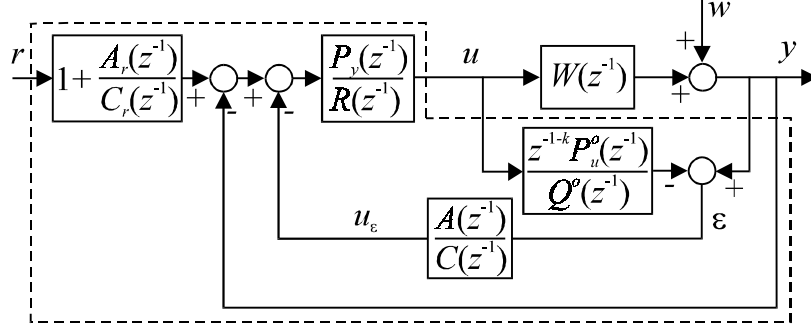 r
1 + A_r(z^{-1}) / C_r(z^{-1})
+
-
+
-
P_y(z^{-1}) / R(z^{-1})
u
W(z^{-1})
w
+
+
y
z^{-1-k} P_u^o(z^{-1}) / Q^o(z^{-1})
-
+
u_ε
A(z^{-1}) / C(z^{-1})
ε